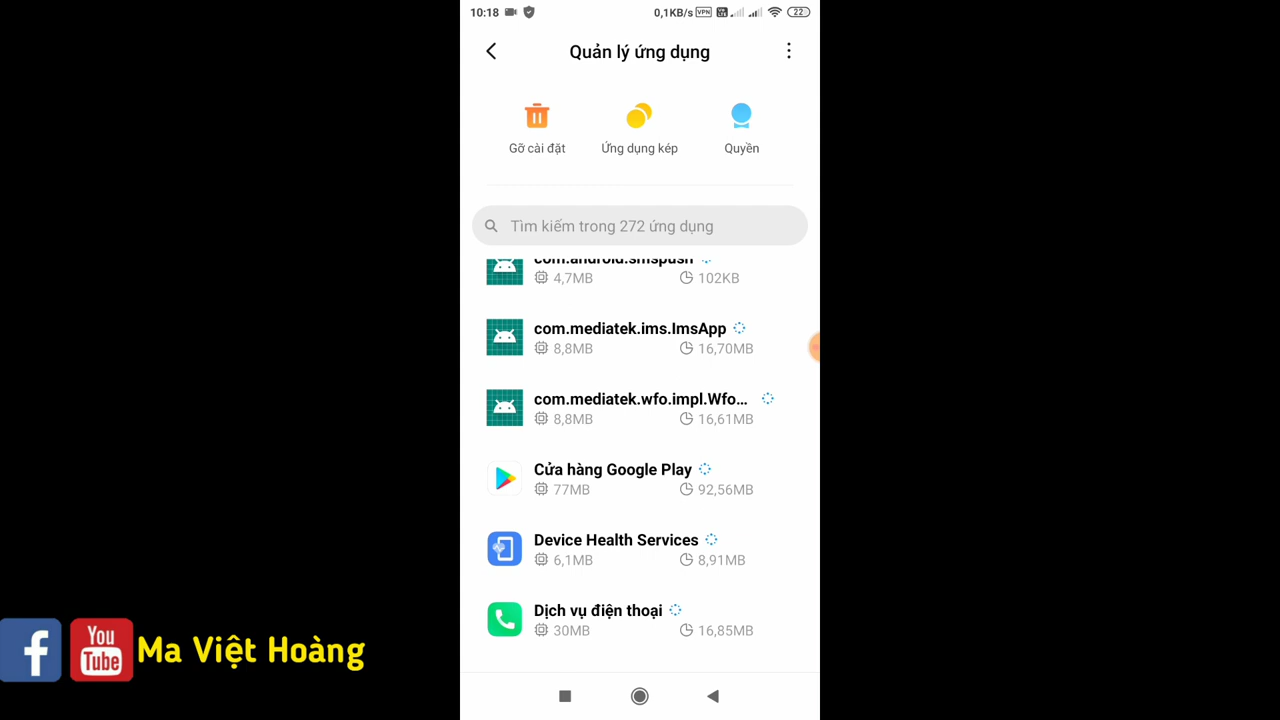 10:18 0,1KB/s VPN 22
Quản lý ứng dụng
Gỡ cài đặt Ứng dụng kép Quyền
Tìm kiếm trong 272 ứng dụng
com.android.smspush
4,7MB 102KB
com.mediatek.ims.ImsApp
8,8MB 16,70MB
com.mediatek.wfo.impl.Wfo...
8,8MB 16,61MB
Cửa hàng Google Play
77MB 92,56MB
Device Health Services
6,1MB 8,91MB
Dịch vụ điện thoại
30MB 16,85MB
f You Tube Ma Việt Hoàng